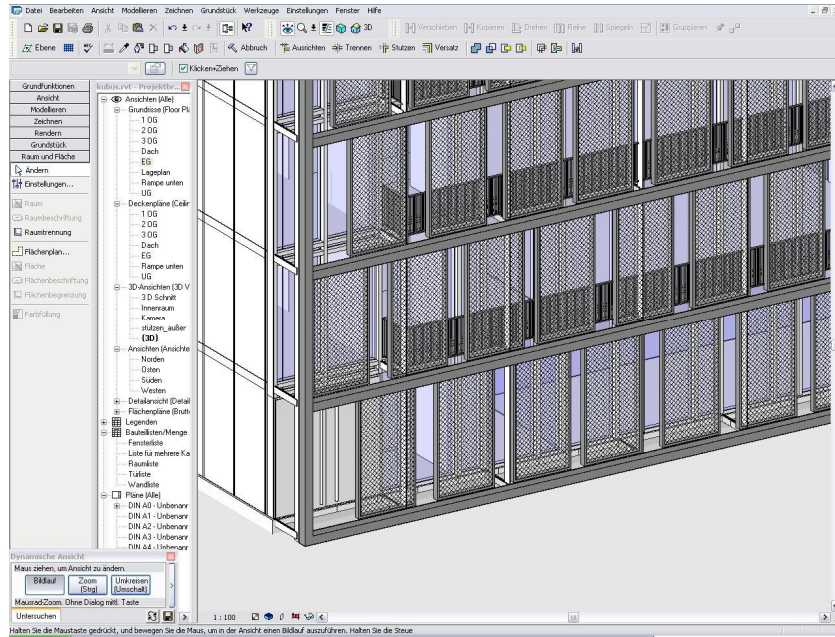 Datei Bearbeiten Ansicht Modellieren Zeichnen Grundstück Werkzeuge Einstellungen Fenster Hilfe
3D Verschieben Kopieren Drehen Reihe Spiegeln Gruppieren
Ebene Abbruch Aussichten Trennen Stutzen Versatz
Klicken+Ziehen
Grundfunktionen
Ansicht
Modellieren
Zeichnen
Rendern
Grundstück
Raum und Fläche
Ändern
Einstellungen...
Raum
Raumbeschriftung
Raumtrennung
Flächenplan...
Fläche
Flächenbeschriftung
Flächenbegrenzung
Farbfüllung
kubus.rvt - Projektbr...
Ansichten (Alle)
Grundrisse (Floor Pla
1 OG
2 OG
3 OG
Dach
EG
Lageplan
Rampe unten
UG
Deckenpläne (Ceilin
1 OG
2 OG
3 OG
Dach
EG
Rampe unten
UG
3D-Ansichten (3D V
3 D Schnitt
Innenraum
Kamera
stützen_außer
(3D)
Ansichten (Ansichte
Norden
Osten
Süden
Westen
Detailansicht (Detail
Flächenpläne (Brutt
Legenden
Bauteillisten/Menge
Fensterliste
Liste für mehrere Ka
Raumliste
Türliste
Wandliste
Pläne (Alle)
DIN A0 - Unbenanr
DIN A1 - Unbenanr
DIN A2 - Unbenanr
DIN A3 - Unbenanr
DIN A4 - Unbenanr
Dynamische Ansicht
Maus ziehen, um Ansicht zu ändern.
Bildlauf Zoom (Strg) Umkreisen (Umschalt)
Mausrad-Zoom. Ohne Dialog mittl. Taste
Untersuchen
1 : 100
Halten Sie die Maustaste gedrückt, und bewegen Sie die Maus, um in der Ansicht einen Bildlauf auszuführen. Halten Sie die Steue